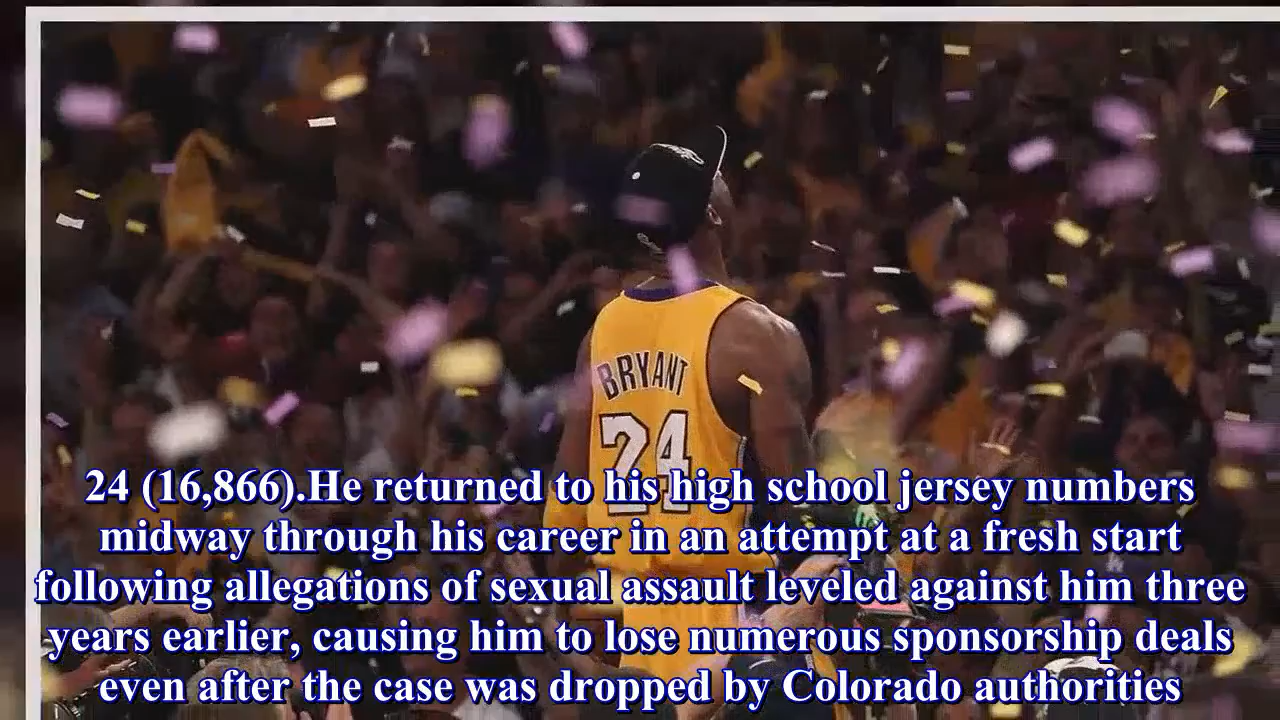 BRYANT
24
24 (16,866).He returned to his high school jersey numbers
midway through his career in an attempt at a fresh start
following allegations of sexual assault leveled against him three
years earlier, causing him to lose numerous sponsorship deals
even after the case was dropped by Colorado authorities